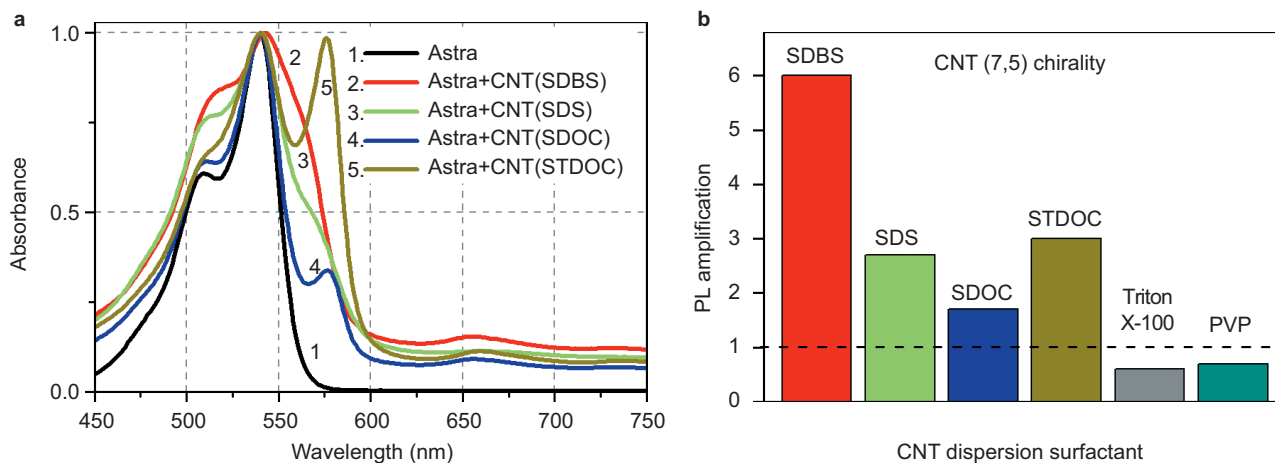 a
1.0
0.5
0.0
Absorbance
450 500 550 600 650 700 750
Wavelength (nm)
1. Astra
2. Astra+CNT(SDBS)
3. Astra+CNT(SDS)
4. Astra+CNT(SDOC)
5. Astra+CNT(STDOC)
2
5
3
4
1
b
CNT (7,5) chirality
6
5
4
3
2
1
0
PL amplification
SDBS
SDS
SDOC
STDOC
Triton
X-100
PVP
CNT dispersion surfactant